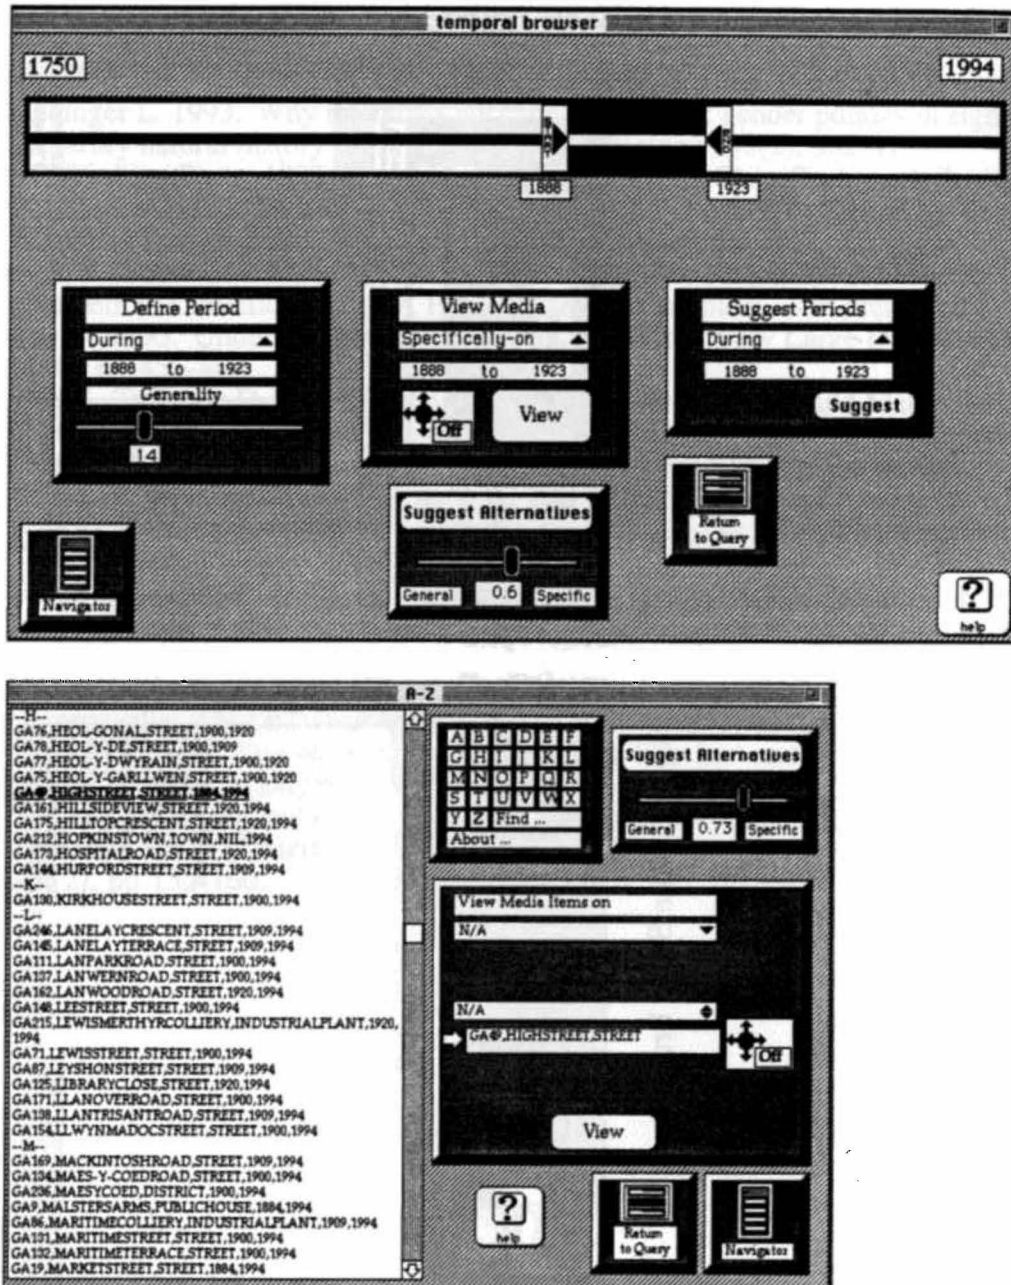 temporal browser
1750
1994
1888
1923
Define Period
During
1888 to 1923
Generality
14
View Media
Specifically-on
1888 to 1923
Off
View
Suggest Periods
During
1888 to 1923
Suggest
Suggest Alternatives
General 0.6 Specific
Return
to Query
Navigator
?
help
A-Z
--H--
GA76,HEOL-GONAL,STREET,1900,1920
GA78,HEOL-Y-DE,STREET,1900,1909
GA77,HEOL-Y-DWYRAIN,STREET,1900,1920
GA75,HEOL-Y-GARLLWEN,STREET,1900,1920
GA49,HIGHSTREET,STREET,1884,1994
GA161,HILLSIDEVIEW,STREET,1920,1994
GA175,HILLTOPCRESCENT,STREET,1920,1994
GA212,HOPKINSTOWN,TOWN,NIL,1994
GA173,HOSPITALROAD,STREET,1920,1994
GA144,HURFORDSTREET,STREET,1909,1994
--K--
GA130,KIRKHOUSESTREET,STREET,1900,1994
--L--
GA246,LANELAYCRESCENT,STREET,1909,1994
GA145,LANELAYTERRACE,STREET,1909,1994
GA111,LANPARKROAD,STREET,1900,1994
GA137,LANWERNROAD,STREET,1900,1994
GA162,LANWOODROAD,STREET,1920,1994
GA148,LEESTREET,STREET,1900,1994
GA215,LEWISMERTHYRCOLLIERY,INDUSTRIALPLANT,1920,
1994
GA71,LEWISSTREET,STREET,1900,1994
GA87,LEYSHONSTREET,STREET,1909,1994
GA125,LIBRARYCLOSE,STREET,1920,1994
GA171,LLANOVERROAD,STREET,1900,1994
GA138,LLANTRISANTROAD,STREET,1909,1994
GA154,LLWYNMADOCSTREET,STREET,1900,1994
--M--
GA169,MACKINTOSHROAD,STREET,1909,1994
GA134,MAES-Y-COEDROAD,STREET,1900,1994
GA236,MAESYCOED,DISTRICT,1900,1994
GA9,MALSTERSARMS,PUBLICHOUSE,1884,1994
GA86,MARITIMECOLLIERY,INDUSTRIALPLANT,1909,1994
GA131,MARITIMESTREET,STREET,1900,1994
GA132,MARITIMETERRACE,STREET,1900,1994
GA19,MARKETSTREET,STREET,1884,1994
A B C D E F
G H I J K L
M N O P Q R
S T U V W X
Y Z Find ...
About ...
Suggest Alternatives
General 0.73 Specific
View Media Items on
N/A
N/A
GA49,HIGHSTREET,STREET
Off
View
?
help
Return
to Query
Navigator